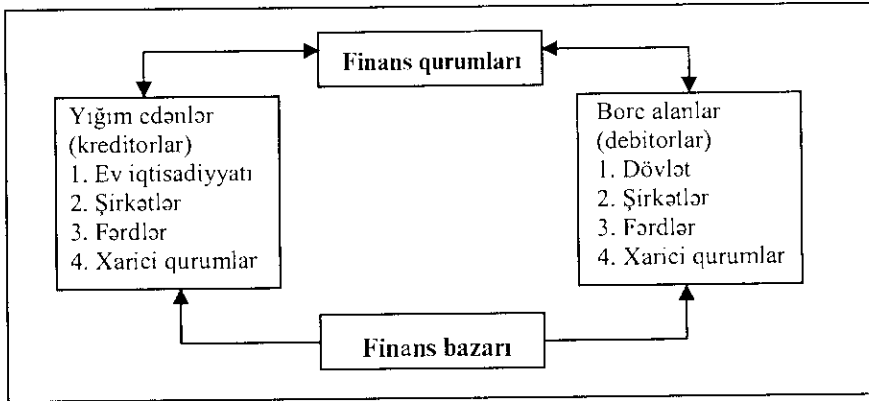 Finans qurumları
Yığım edənlər
(kreditorlar)
1. Ev iqtisadiyyatı
2. Şirkətlər
3. Fərdlər
4. Xarici qurumlar
Borc alanlar
(debitorlar)
1. Dövlət
2. Şirkətlər
3. Fərdlər
4. Xarici qurumlar
Finans bazarı